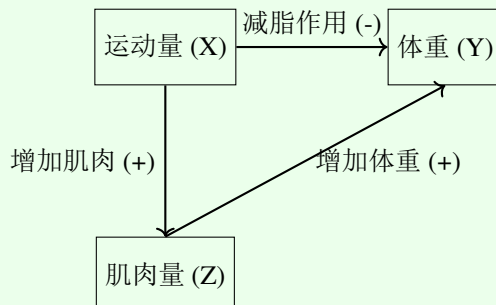 运动量 (X)
减脂作用 (-)
体重 (Y)
增加肌肉 (+)
增加体重 (+)
肌肉量 (Z)